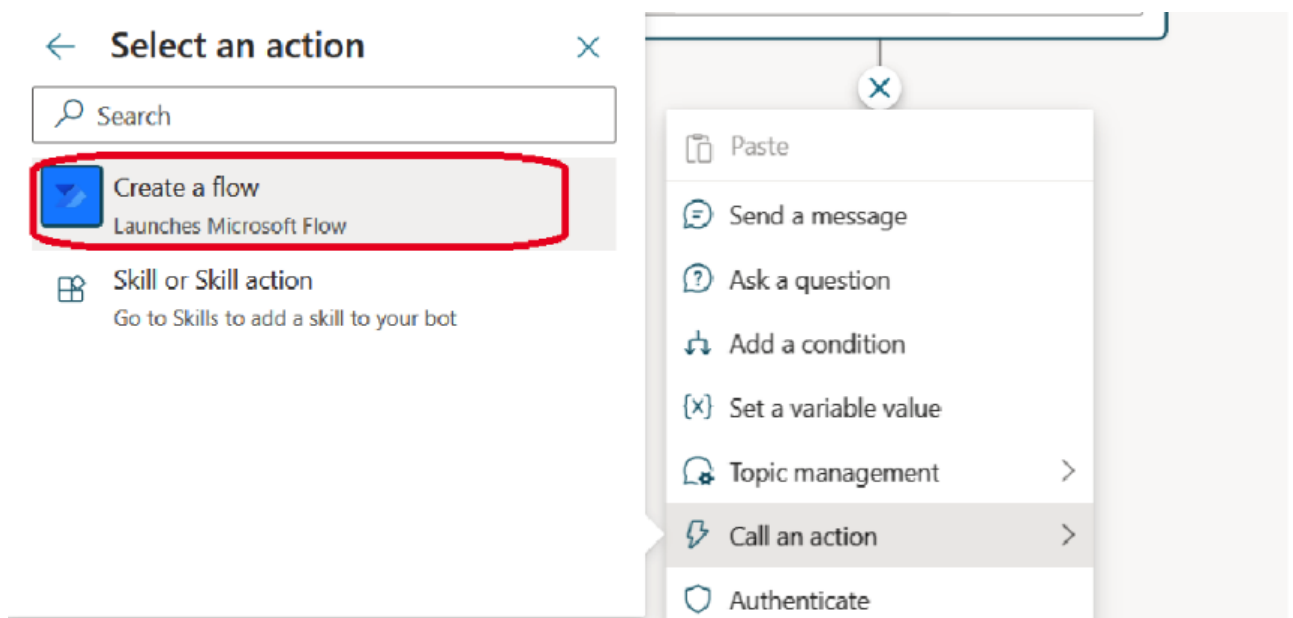 Select an action
Search
Create a flow
Launches Microsoft Flow
Skill or Skill action
Go to Skills to add a skill to your bot
Paste
Send a message
Ask a question
Add a condition
{x} Set a variable value
Topic management
Call an action
Authenticate